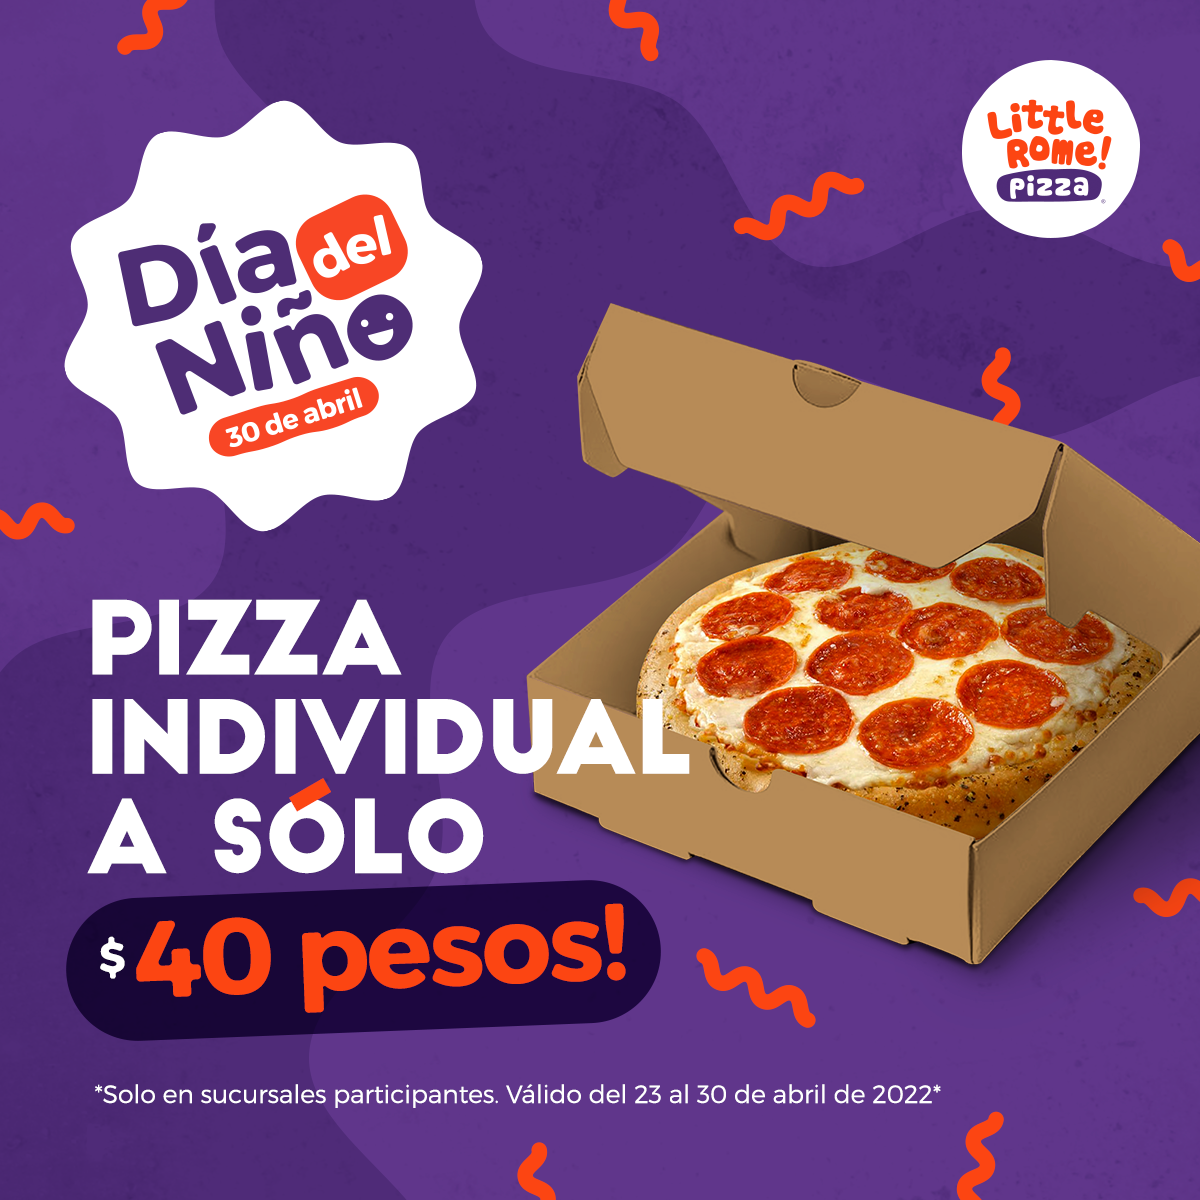 Little
Rome!
pizza
Día del
Niño
30 de abril
PIZZA
INDIVIDUAL
A SÓLO
$40 pesos!
*Solo en sucursales participantes. Válido del 23 al 30 de abril de 2022*